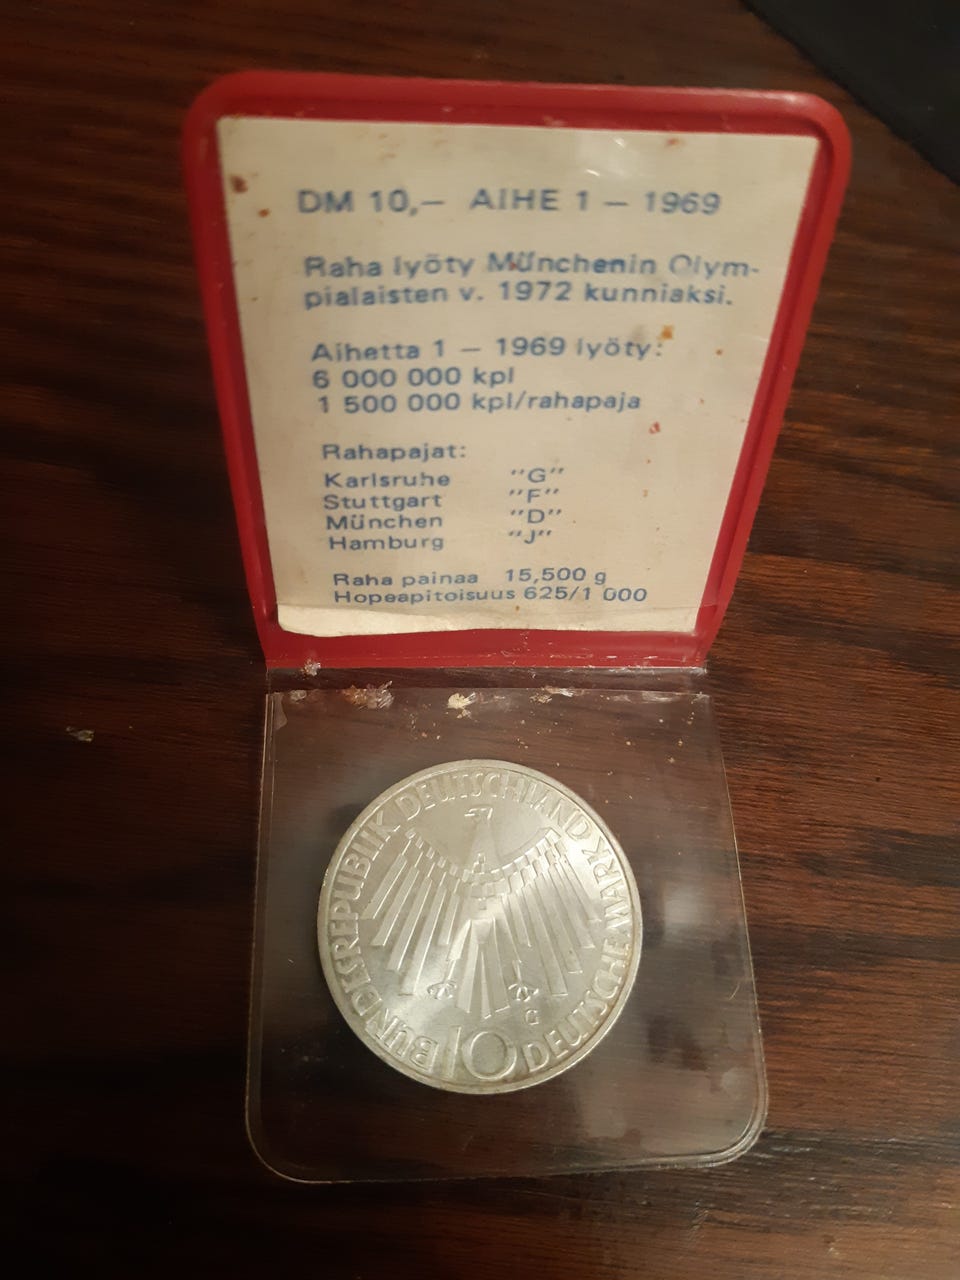 DM 10,— AIHE 1 — 1969
Raha lyöty Münchenin Olym-
pialaisten v. 1972 kunniaksi.
Aihetta 1 — 1969 lyöty:
6 000 000 kpl
1 500 000 kpl/rahapaja
Rahapajat:
Karlsruhe "G"
Stuttgart "F"
München "D"
Hamburg "J"
Raha painaa 15,500 g
Hopeapitoisuus 625/1 000
BUNDESREPUBLIK DEUTSCHLAND
10 DEUTSCHE MARK
G